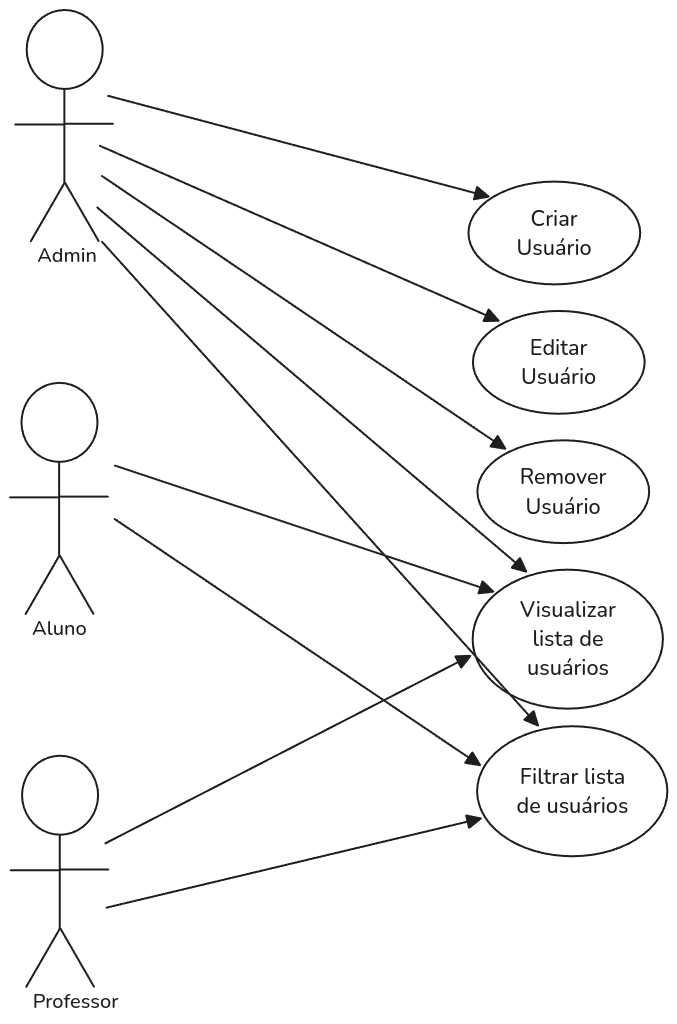 Admin
Criar
Usuário
Editar
Usuário
Remover
Usuário
Aluno
Visualizar
lista de
usuários
Filtrar lista
de usuários
Professor